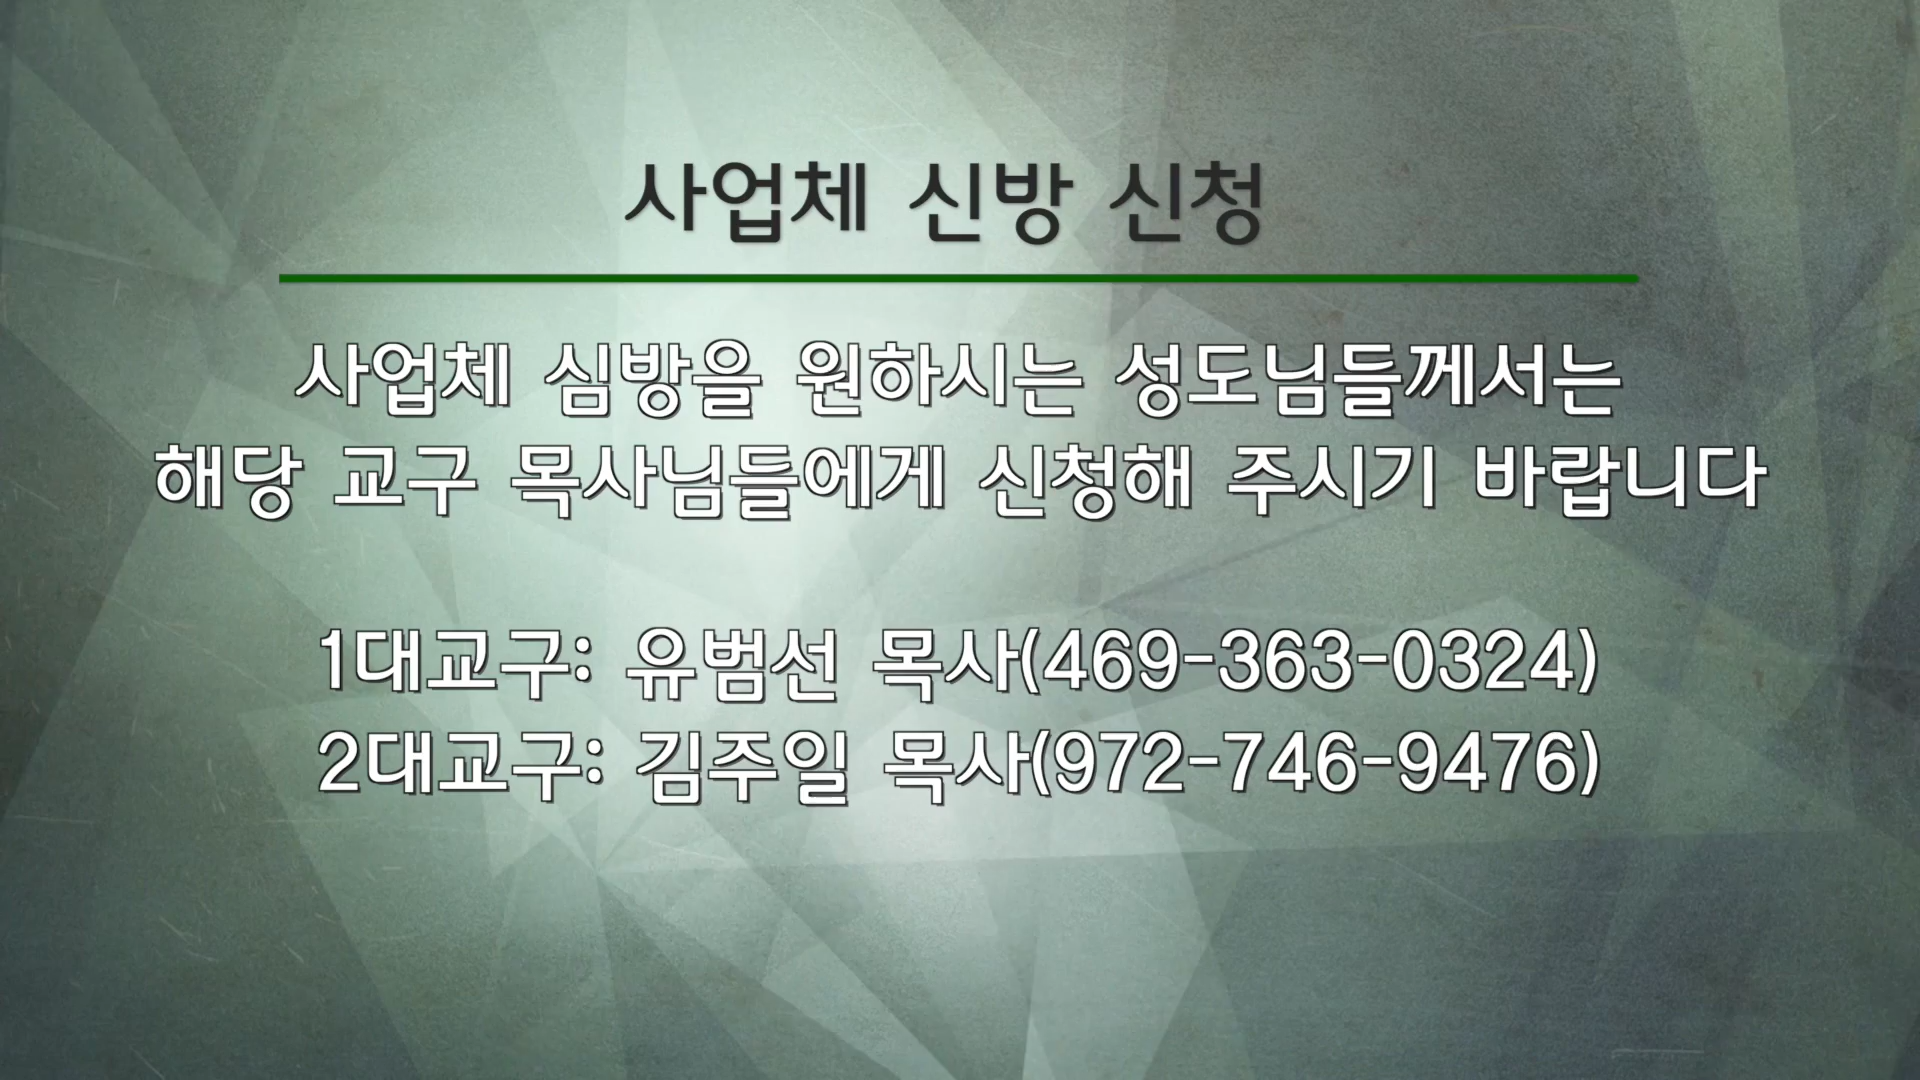 사업체 신방 신청
사업체 심방을 원하시는 성도님들께서는
해당 교구 목사님들에게 신청해 주시기 바랍니다
1대교구: 유범선 목사(469-363-0324)
2대교구: 김주일 목사(972-746-9476)